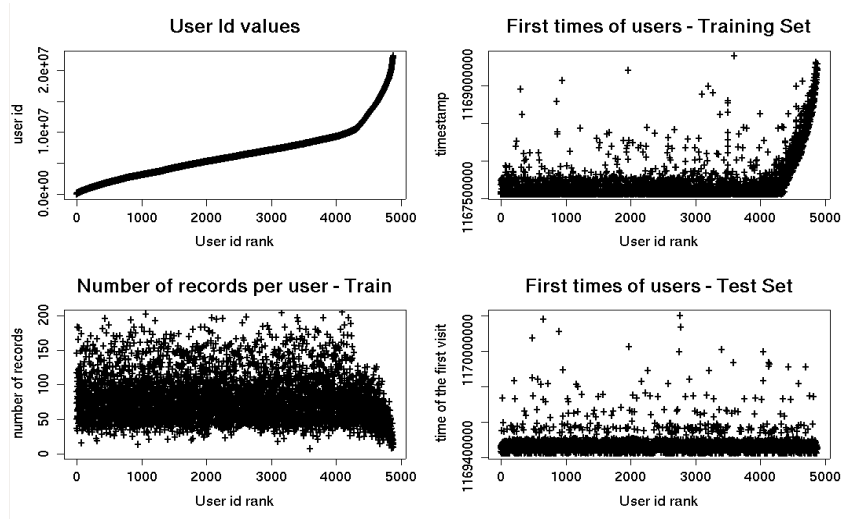 User Id values
user id
0.0e+00
1.0e+07
2.0e+07
0
1000
2000
3000
4000
5000
User id rank
First times of users - Training Set
timestamp
1167500000
1169000000
0
1000
2000
3000
4000
5000
User id rank
Number of records per user - Train
number of records
0
50
100
150
200
0
1000
2000
3000
4000
5000
User id rank
First times of users - Test Set
time of the first visit
1169400000
1170000000
0
1000
2000
3000
4000
5000
User id rank